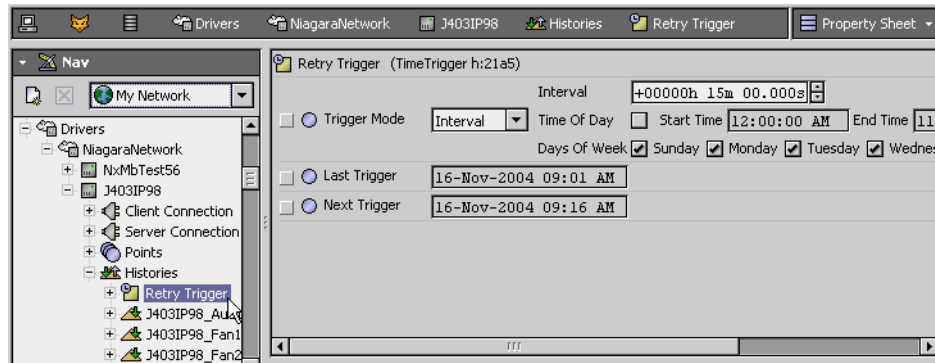 Drivers NiagaraNetwork J403IP98 Histories Retry Trigger Property Sheet
Nav
My Network
Drivers
NiagaraNetwork
NxMbTest56
J403IP98
Client Connection
Server Connection
Points
Histories
Retry Trigger
J403IP98_Au
J403IP98_Fan1
J403IP98_Fan2
Retry Trigger (TimeTrigger h:21a5)
Interval +00000h 15m 00.000s
Trigger Mode Interval Time Of Day Start Time 12:00:00 AM End Time 11
Days Of Week Sunday Monday Tuesday Wednes
Last Trigger 16-Nov-2004 09:01 AM
Next Trigger 16-Nov-2004 09:16 AM